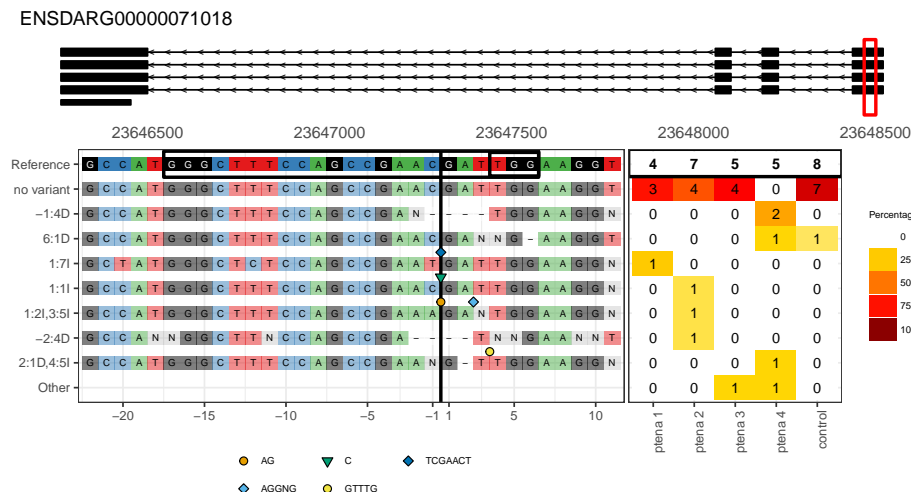 ENSDARG00000071018
23646500 23647000 23647500 23648000 23648500
Reference G C C A T G G G C T T T C C A G C C G A A C G A T T G G A A G G T 4 7 5 5 8
no variant G C C A T G G G C T T T C C A G C C G A A C G A T T G G A A G G T 3 4 4 0 7
−1:4D G C C A T G G G C T T T C C A G C C G A N - - - - T G G A A G G N 0 0 0 2 0
6:1D G C C A T G G G C T T T C C A G C C G A A C G A N N G - A A G G T 0 0 0 1 1
1:7I G C T A T G G G C T C T C C A G C C G A A T G A T T G G A A G G N 1 0 0 0 0
1:1I G C C A T G G G C T T T C C A G C C G A A C G A T T G G A A G G N 0 1 0 0 0
1:2I,3:5I G C C A T G G G C T T T C C A G C C G A A A G A N T G G A A G G N 0 1 0 0 0
−2:4D G C C A N N G G C T T N C C A G C C G A - - - - T N N G A A N N T 0 1 0 0 0
2:1D,4:5I G C C A T G G G C T T T C C A G C C G A A N G - T T G G A A G G N 0 0 0 1 0
Other 0 0 1 1 0
−20 −15 −10 −5 −1 1 5 10
ptena 1 ptena 2 ptena 3 ptena 4 control
Percentag
0
25
50
75
10
AG C TCGAACT
AGGNG GTTTG